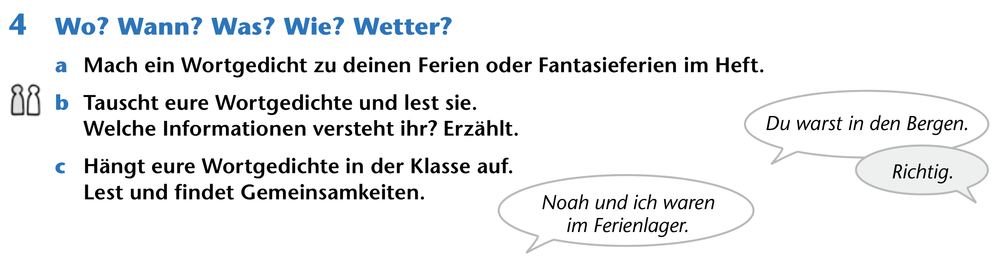 4 Wo? Wann? Was? Wie? Wetter?
a Mach ein Wortgedicht zu deinen Ferien oder Fantasieferien im Heft.
b Tauscht eure Wortgedichte und lest sie.
Welche Informationen versteht ihr? Erzählt.
Du warst in den Bergen.
Richtig.
c Hängt eure Wortgedichte in der Klasse auf.
Lest und findet Gemeinsamkeiten.
Noah und ich waren
im Ferienlager.